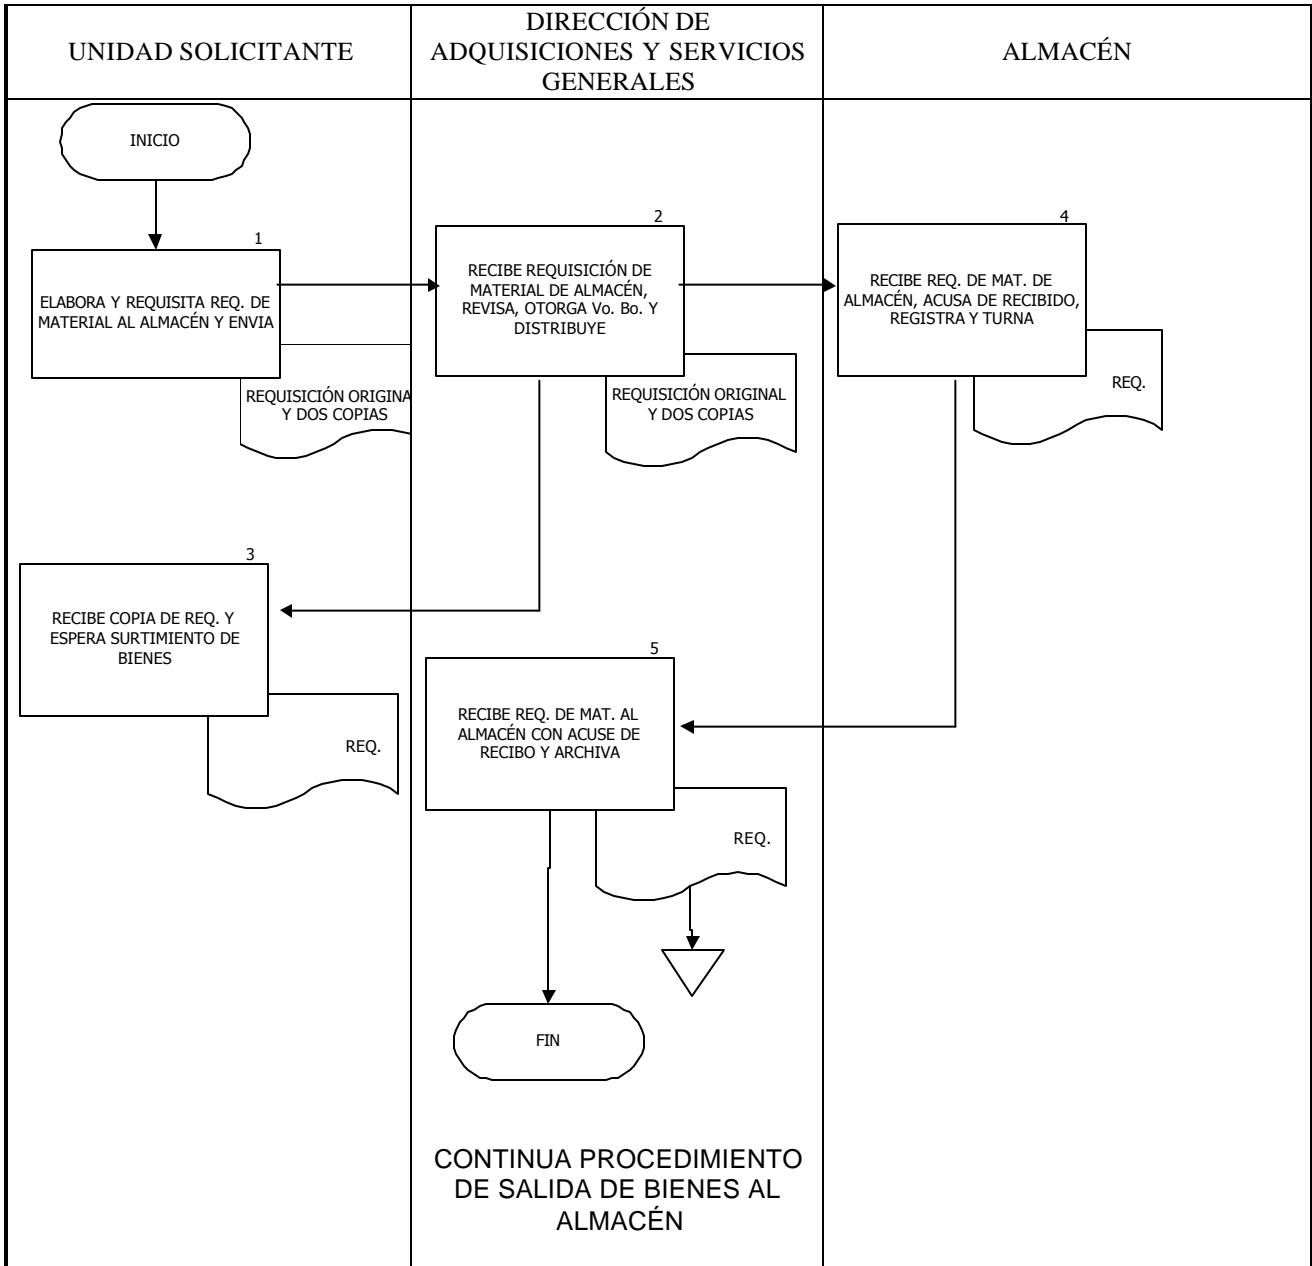 UNIDAD SOLICITANTE
DIRECCIÓN DE
ADQUISICIONES Y SERVICIOS
GENERALES
ALMACÉN
INICIO
1
ELABORA Y REQUISITA REQ. DE
MATERIAL AL ALMACÉN Y ENVIA
REQUISICIÓN ORIGINA
Y DOS COPIAS
2
RECIBE REQUISICIÓN DE
MATERIAL DE ALMACÉN,
REVISA, OTORGA Vo. Bo. Y
DISTRIBUYE
REQUISICIÓN ORIGINAL
Y DOS COPIAS
4
RECIBE REQ. DE MAT. DE
ALMACÉN, ACUSA DE RECIBIDO,
REGISTRA Y TURNA
REQ.
3
RECIBE COPIA DE REQ. Y
ESPERA SURTIMIENTO DE
BIENES
REQ.
5
RECIBE REQ. DE MAT. AL
ALMACÉN CON ACUSE DE
RECIBO Y ARCHIVA
REQ.
FIN
CONTINUA PROCEDIMIENTO
DE SALIDA DE BIENES AL
ALMACÉN